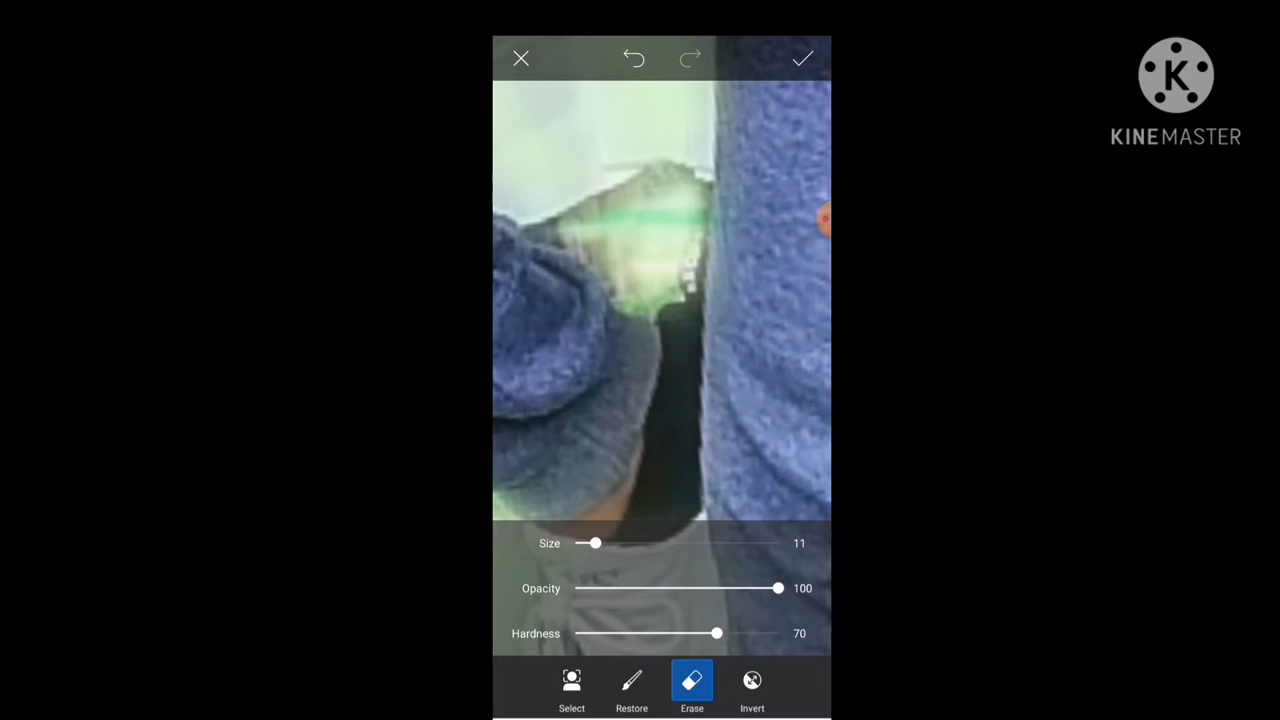 K
KINEMASTER
Size 11
Opacity 100
Hardness 70
Select Restore Erase Invert